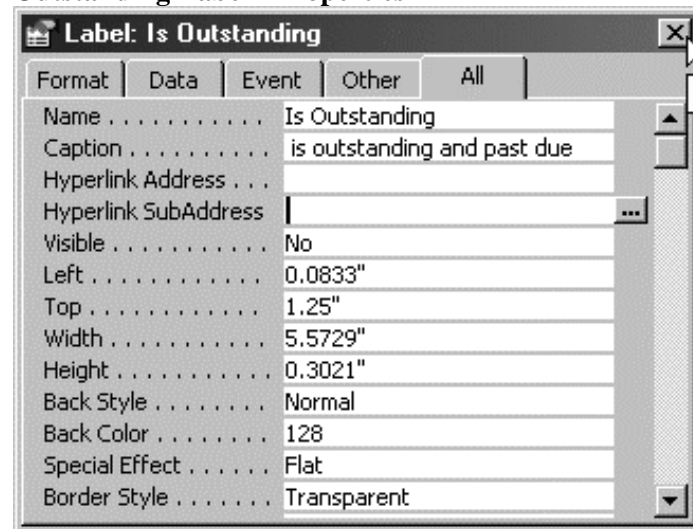 Label: Is Outstanding
Format Data Event Other All
Name . . . . . . . . . . . Is Outstanding
Caption . . . . . . . . . . is outstanding and past due
Hyperlink Address . . .
Hyperlink SubAddress ...
Visible . . . . . . . . . . . . No
Left . . . . . . . . . . . . . 0.0833"
Top . . . . . . . . . . . . . 1.25"
Width . . . . . . . . . . . 5.5729"
Height . . . . . . . . . . . 0.3021"
Back Style . . . . . . . . Normal
Back Color . . . . . . . . 128
Special Effect . . . . . . Flat
Border Style . . . . . . . Transparent